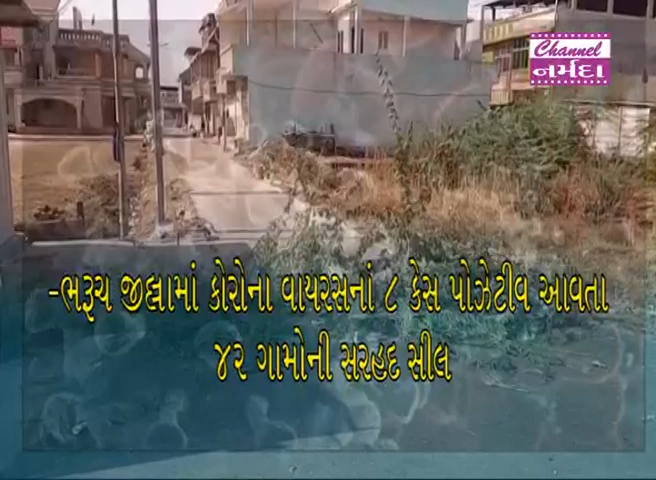 Channel
નર્મદા
-ભરૂચ જીલ્લામાં કોરોના વાયરસનાં ૮ કેસ પોઝેટીવ આવતા
૪૨ ગામોની સરહદ સીલ